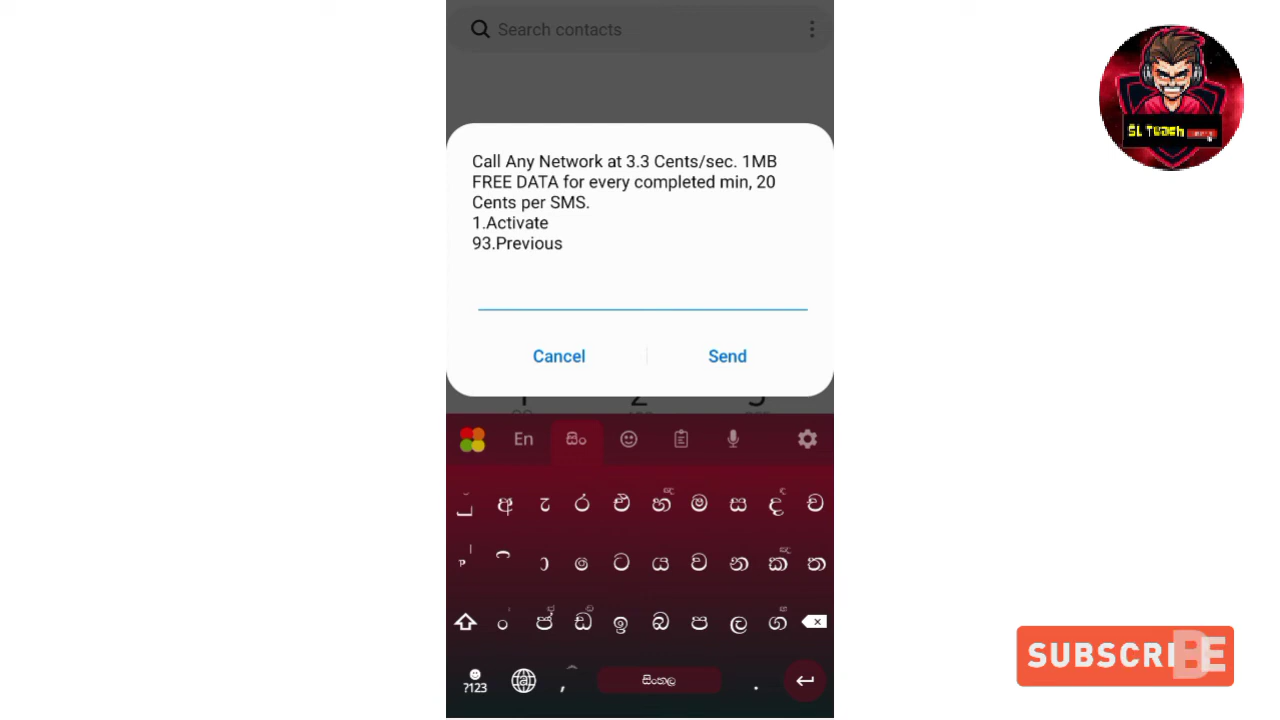 Search contacts
SL Teach
Call Any Network at 3.3 Cents/sec. 1MB
FREE DATA for every completed min, 20
Cents per SMS.
1.Activate
93.Previous
Cancel Send
En සිං
අ ැ ර එ හ ම ස ද ච
ා ෙ ට ය ව න ක ත
ං ජ ඩ ඉ බ ප ල ග
?123 , සිංහල .
SUBSCRIBE